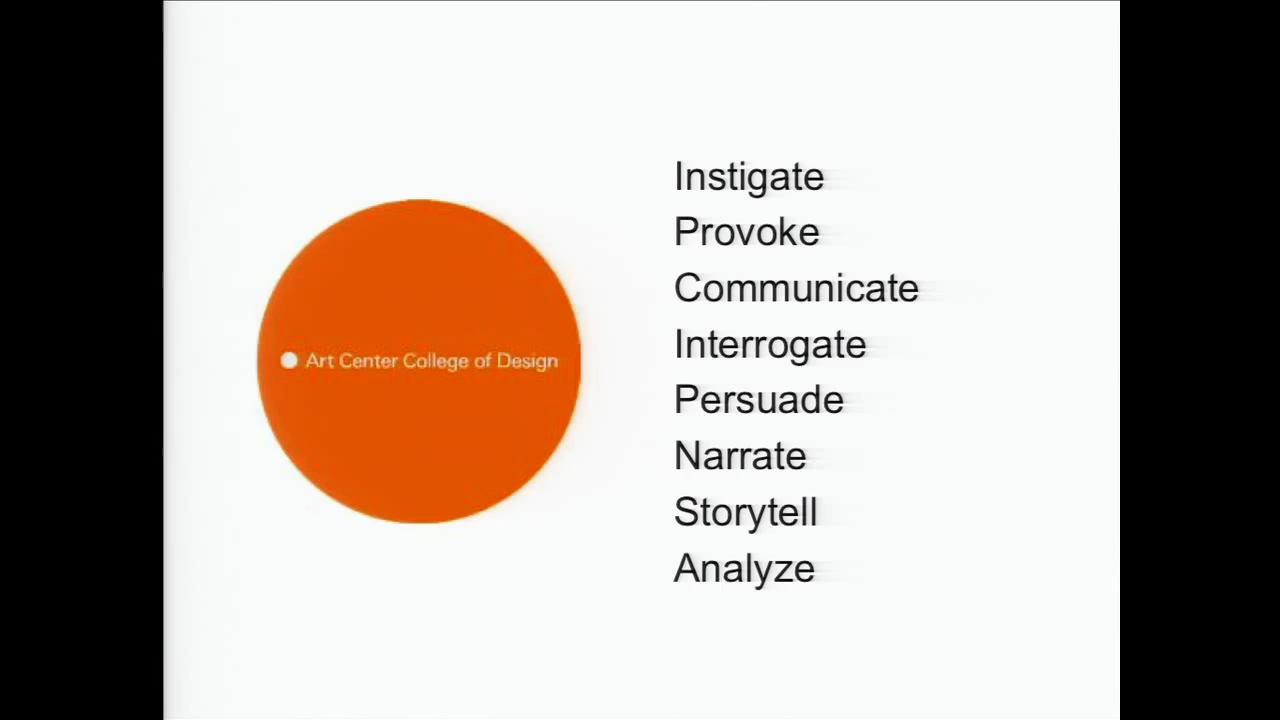 Art Center College of Design
Instigate
Provoke
Communicate
Interrogate
Persuade
Narrate
Storytell
Analyze